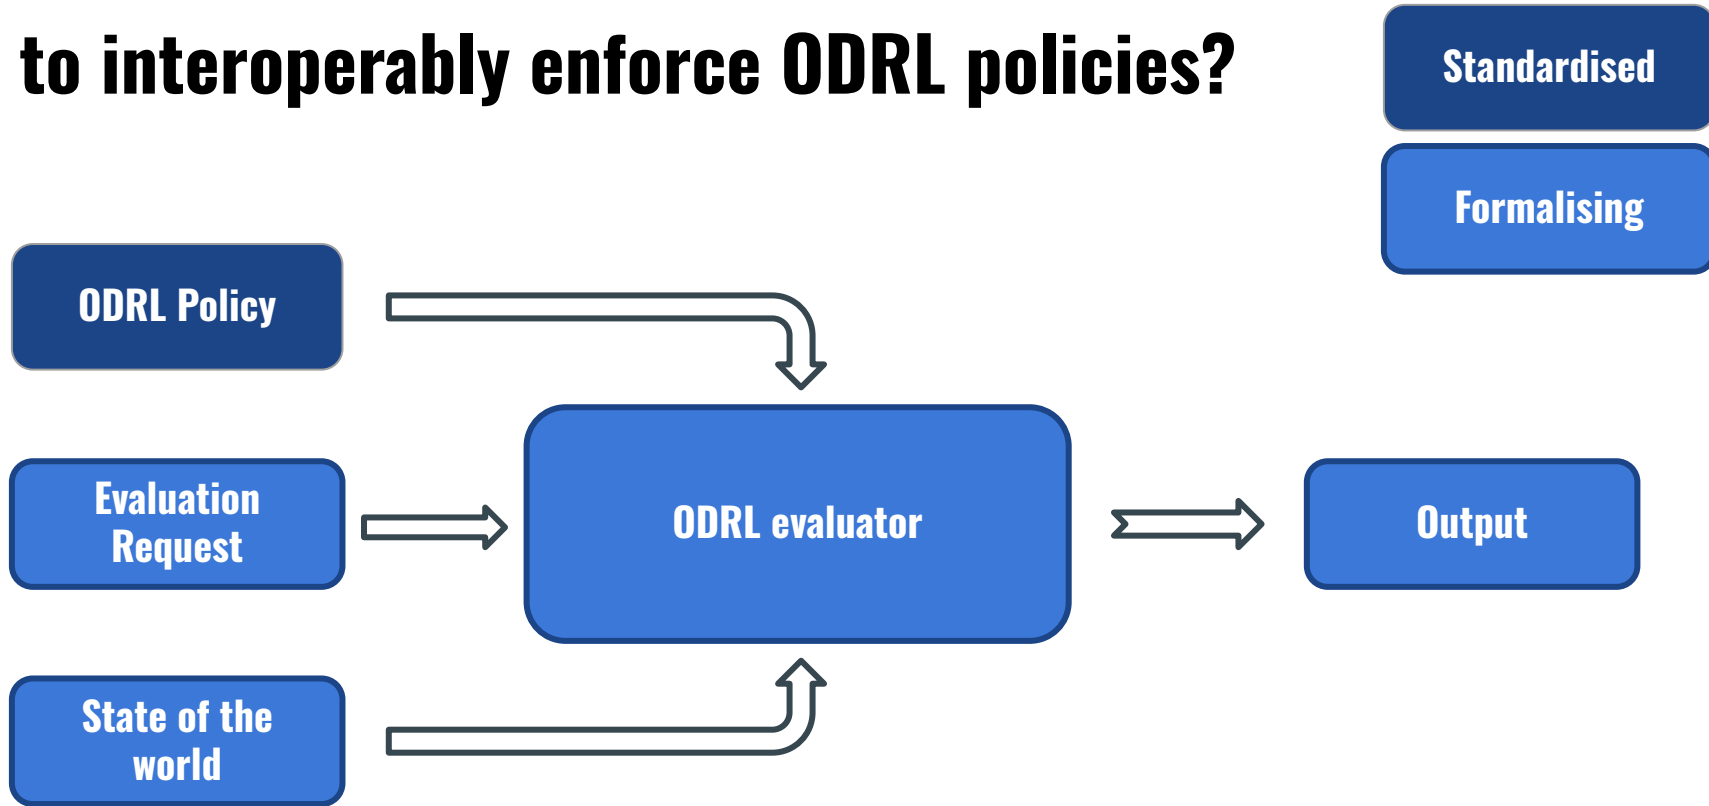 to interoperably enforce ODRL policies?
Standardised
Formalising
ODRL Policy
Evaluation
Request
ODRL evaluator
Output
State of the
world